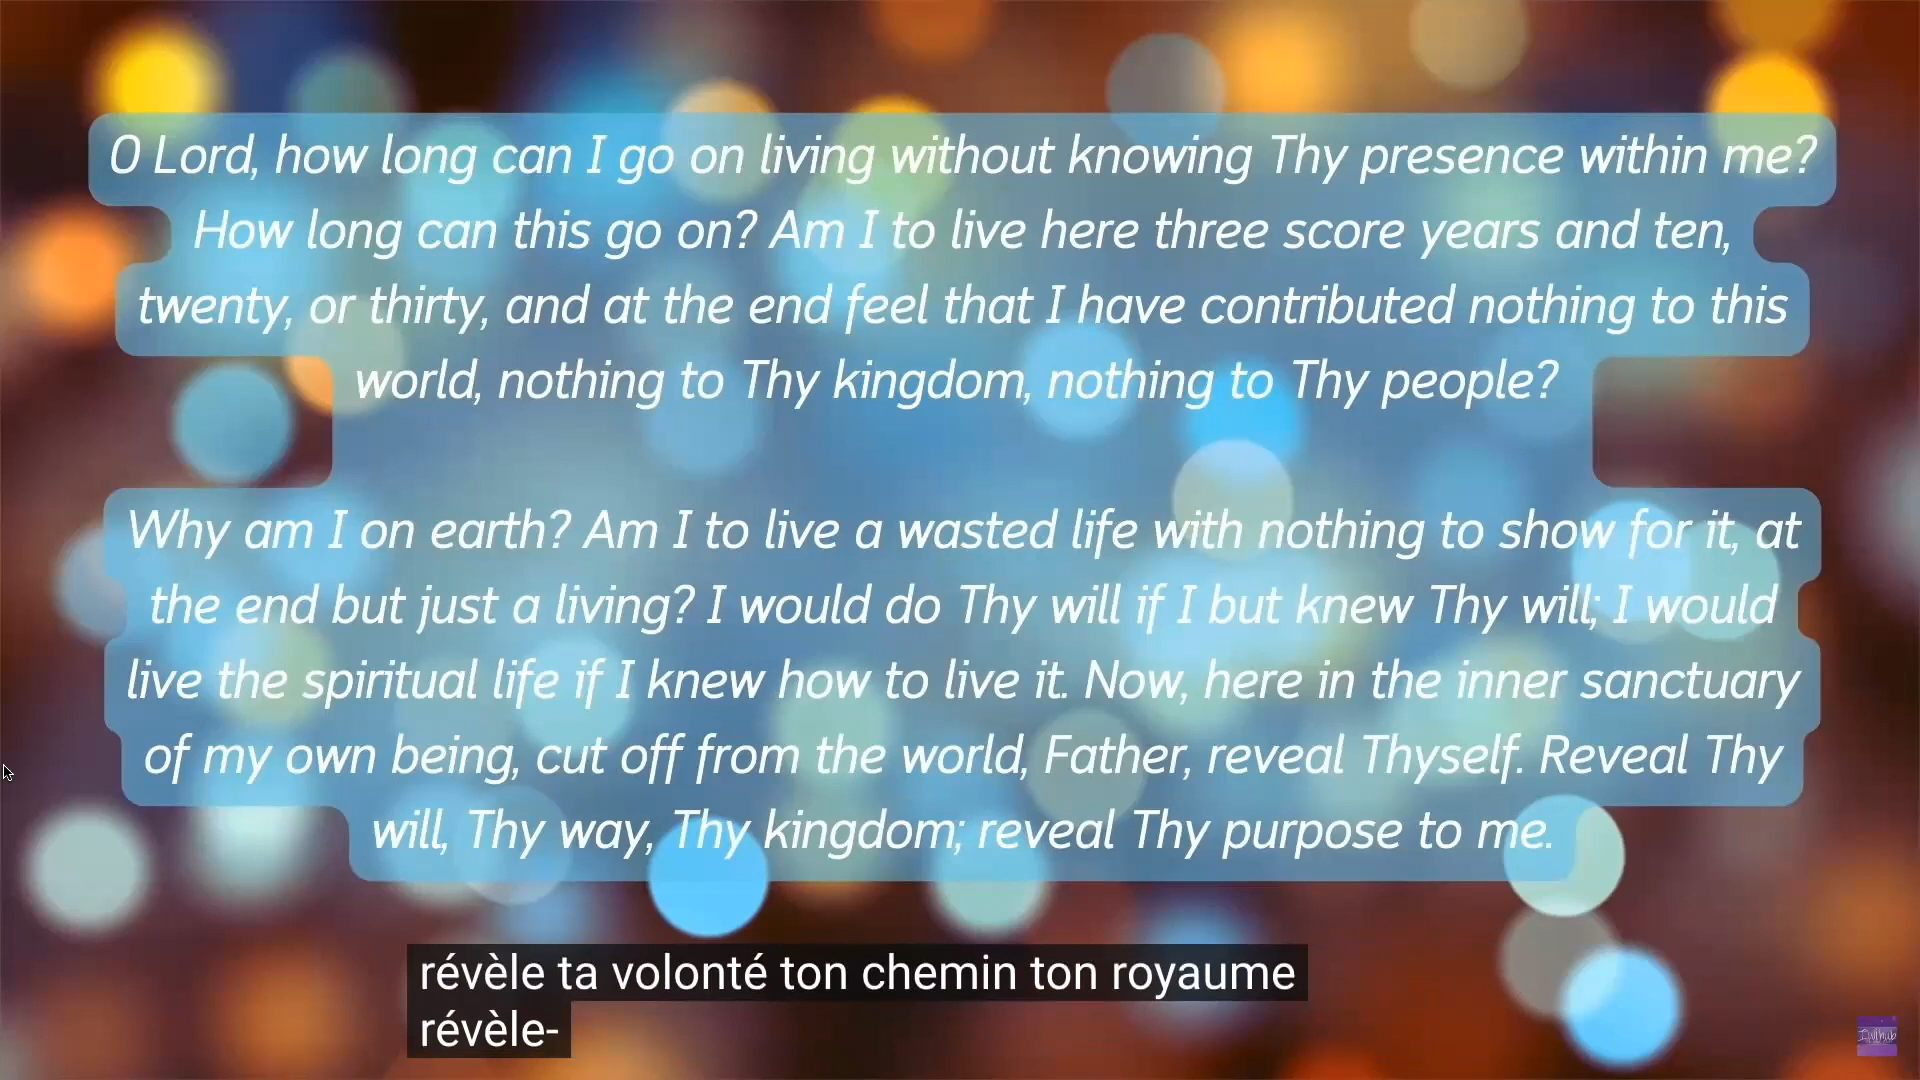 O Lord, how long can I go on living without knowing Thy presence within me?
How long can this go on? Am I to live here three score years and ten,
twenty, or thirty, and at the end feel that I have contributed nothing to this
world, nothing to Thy kingdom, nothing to Thy people?
Why am I on earth? Am I to live a wasted life with nothing to show for it, at
the end but just a living? I would do Thy will if I but knew Thy will; I would
live the spiritual life if I knew how to live it. Now, here in the inner sanctuary
of my own being, cut off from the world, Father, reveal Thyself. Reveal Thy
will, Thy way, Thy kingdom; reveal Thy purpose to me.
révèle ta volonté ton chemin ton royaume
révèle-